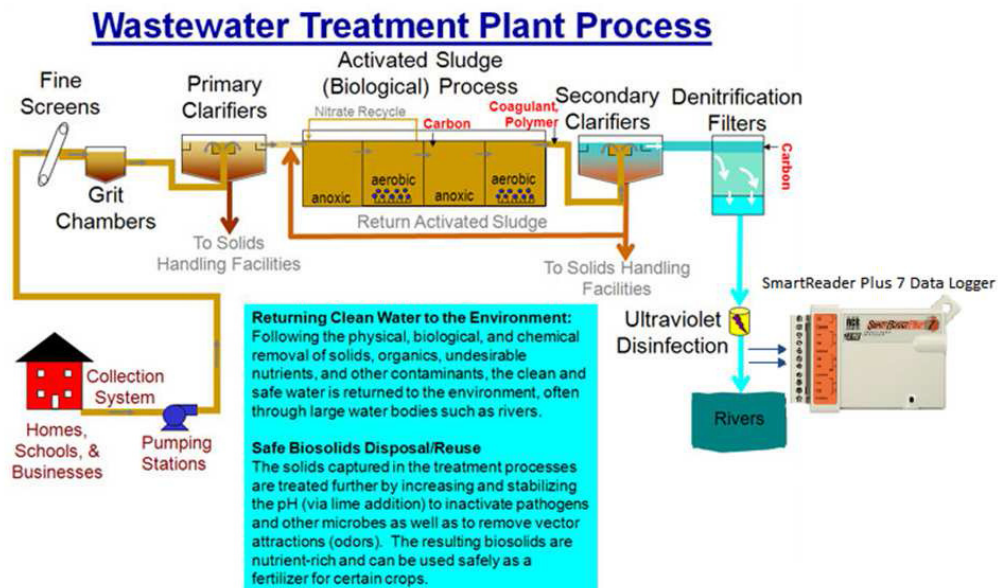 Wastewater Treatment Plant Process
Fine
Screens
Grit
Chambers
Primary
Clarifiers
To Solids
Handling Facilities
Activated Sludge
(Biological) Process
Nitrate Recycle
Carbon
Coagulant,
Polymer
anoxic
aerobic
anoxic
aerobic
Return Activated Sludge
Secondary
Clarifiers
To Solids Handling
Facilities
Denitrification
Filters
Carbon
Ultraviolet
Disinfection
SmartReader Plus 7 Data Logger
Rivers
Collection
System
Homes,
Schools, &
Businesses
Pumping
Stations
Returning Clean Water to the Environment:
Following the physical, biological, and chemical
removal of solids, organics, undesirable
nutrients, and other contaminants, the clean and
safe water is returned to the environment, often
through large water bodies such as rivers.
Safe Biosolids Disposal/Reuse
The solids captured in the treatment processes
are treated further by increasing and stabilizing
the pH (via lime addition) to inactivate pathogens
and other microbes as well as to remove vector
attractions (odors). The resulting biosolids are
nutrient-rich and can be used safely as a
fertilizer for certain crops.